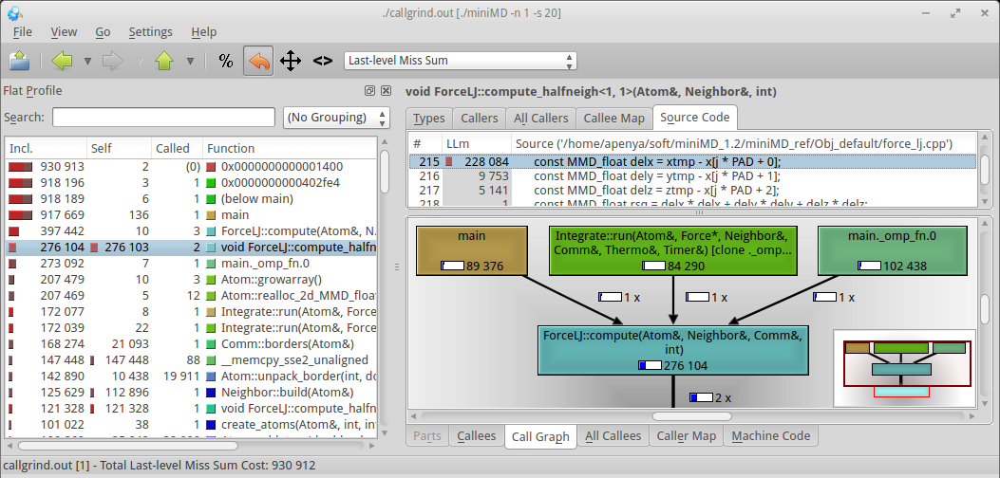 ./callgrind.out [./miniMD -n 1 -s 20]
File View Go Settings Help
% <> Last-level Miss Sum
Flat Profile
Search: (No Grouping)
Incl. Self Called Function
930 913 2 (0) 0x0000000000001400
918 196 3 1 0x0000000000402fe4
918 189 6 1 (below main)
917 669 136 1 main
397 442 10 3 ForceLJ::compute(Atom&, N.
276 104 276 103 2 void ForceLJ::compute_halfn
273 092 7 1 main._omp_fn.0
207 479 10 3 Atom::growarray()
207 469 5 12 Atom::realloc_2d_MMD_float
172 077 8 1 Integrate::run(Atom&, Force
172 039 22 1 Integrate::run(Atom&, Force
168 274 21 093 1 Comm::borders(Atom&)
147 448 147 448 88 __memcpy_sse2_unaligned
142 890 10 438 19 911 Atom::unpack_border(int, do
125 629 112 896 1 Neighbor::build(Atom&)
121 328 121 328 1 void ForceLJ::compute_halfn
101 022 38 1 create_atoms(Atom&, int, int
void ForceLJ::compute_halfneigh<1, 1>(Atom&, Neighbor&, int)
Types Callers All Callers Callee Map Source Code
# LLm Source ('/home/apenya/soft/miniMD_1.2/miniMD_ref/Obj_default/force_lj.cpp')
215 228 084 const MMD_float delx = xtmp - x[j * PAD + 0];
216 9 753 const MMD_float dely = ytmp - x[j * PAD + 1];
217 5 141 const MMD_float delz = ztmp - x[j * PAD + 2];
218 1 const MMD_float rsq = delx * delx + dely * dely + delz * delz;
main
89 376
Integrate::run(Atom&, Force*, Neighbor&,
Comm&, Thermo&, Timer&) [clone ._omp...
84 290
main._omp_fn.0
102 438
1 x 1 x 1 x
ForceLJ::compute(Atom&, Neighbor&, Comm&,
int)
276 104
2 x
Parts Callees Call Graph All Callees Caller Map Machine Code
callgrind.out [1] - Total Last-level Miss Sum Cost: 930 912